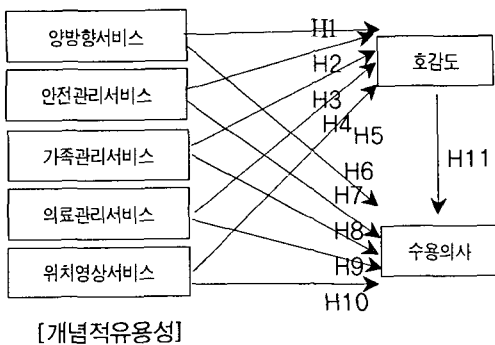 양방향서비스
안전관리서비스
가족관리서비스
의료관리서비스
위치영상서비스
[개념적유용성]
H1
H2
H3
H4
H5
H6
H7
H8
H9
H10
호감도
H11
수용의사